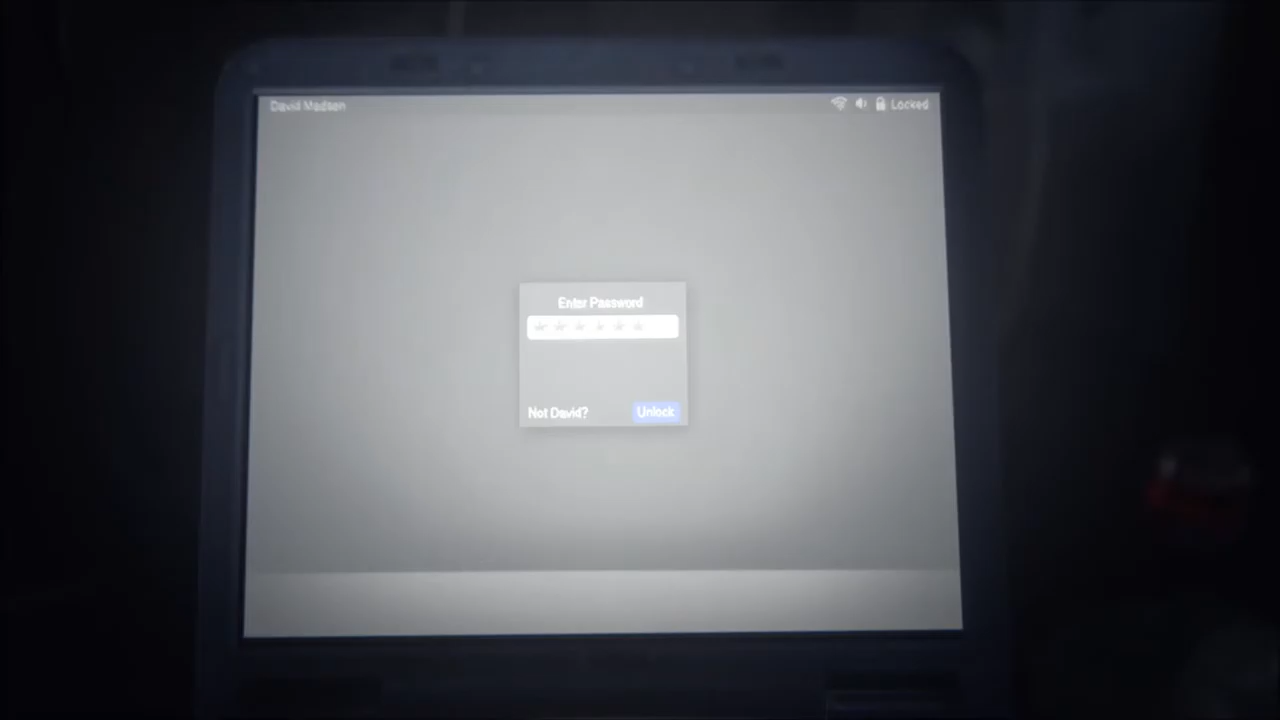 David Madsen
Locked
Enter Password
******
Not David?
Unlock